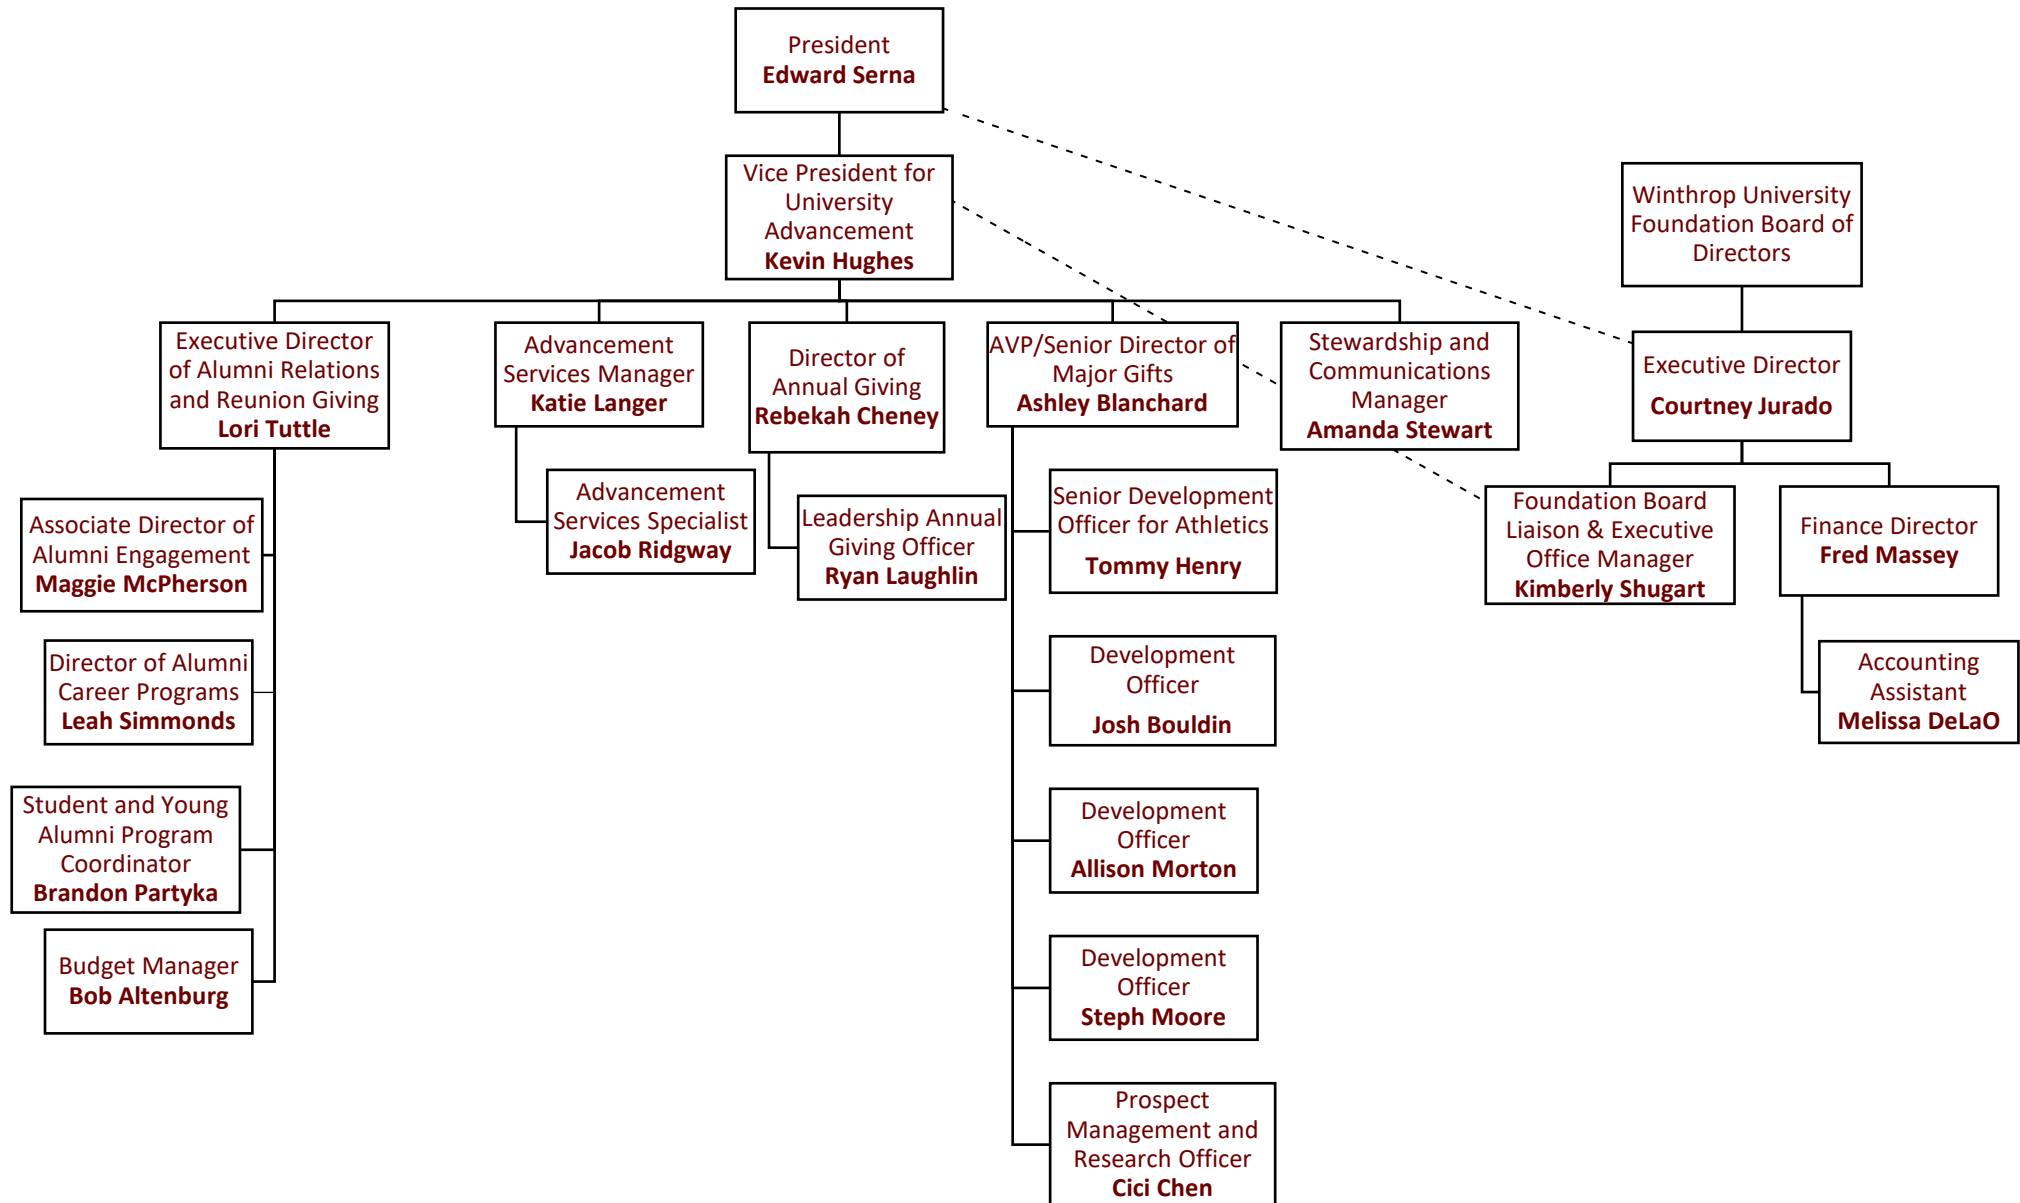 President
Edward Serna
Vice President for
University
Advancement
Kevin Hughes
Winthrop University
Foundation Board of
Directors
Executive Director
of Alumni Relations
and Reunion Giving
Lori Tuttle
Advancement
Services Manager
Katie Langer
Director of
Annual Giving
Rebekah Cheney
AVP/Senior Director of
Major Gifts
Ashley Blanchard
Stewardship and
Communications
Manager
Amanda Stewart
Executive Director
Courtney Jurado
Associate Director of
Alumni Engagement
Maggie McPherson
Advancement
Services Specialist
Jacob Ridgway
Leadership Annual
Giving Officer
Ryan Laughlin
Senior Development
Officer for Athletics
Tommy Henry
Foundation Board
Liaison & Executive
Office Manager
Kimberly Shugart
Finance Director
Fred Massey
Director of Alumni
Career Programs
Leah Simmonds
Development
Officer
Josh Bouldin
Accounting
Assistant
Melissa DeLaO
Student and Young
Alumni Program
Coordinator
Brandon Partyka
Development
Officer
Allison Morton
Budget Manager
Bob Altenburg
Development
Officer
Steph Moore
Prospect
Management and
Research Officer
Cici Chen